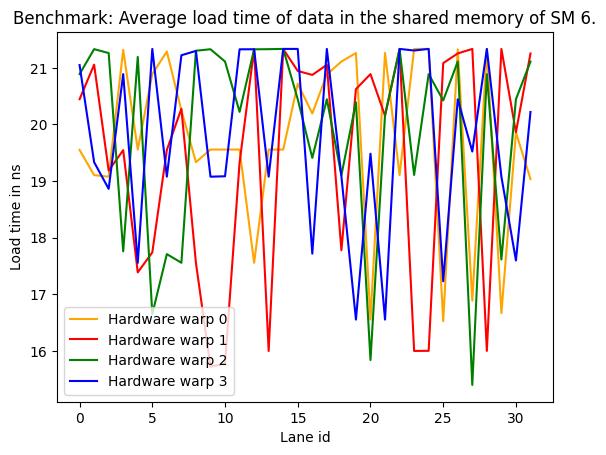 Benchmark: Average load time of data in the shared memory of SM 6.
Load time in ns
21
20
19
18
17
16
Hardware warp 0
Hardware warp 1
Hardware warp 2
Hardware warp 3
0 5 10 15 20 25 30
Lane id